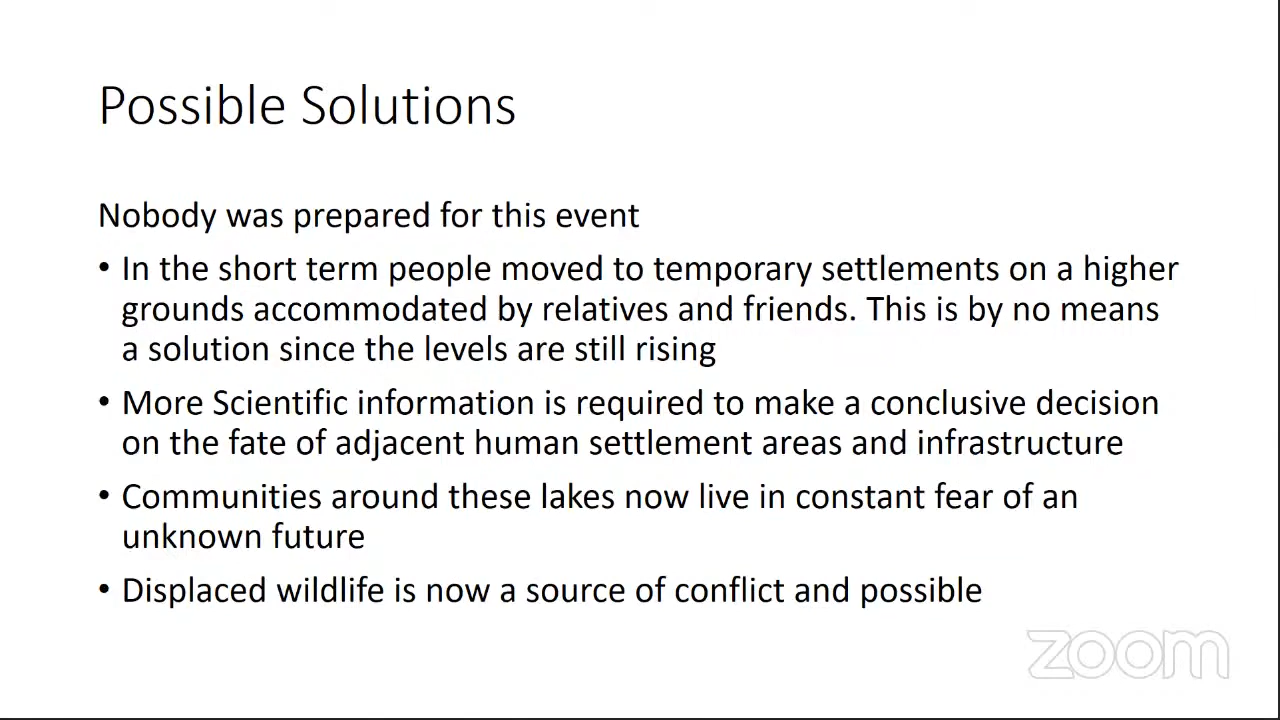 Possible Solutions
Nobody was prepared for this event
• In the short term people moved to temporary settlements on a higher
grounds accommodated by relatives and friends. This is by no means
a solution since the levels are still rising
• More Scientific information is required to make a conclusive decision
on the fate of adjacent human settlement areas and infrastructure
• Communities around these lakes now live in constant fear of an
unknown future
• Displaced wildlife is now a source of conflict and possible
zoom